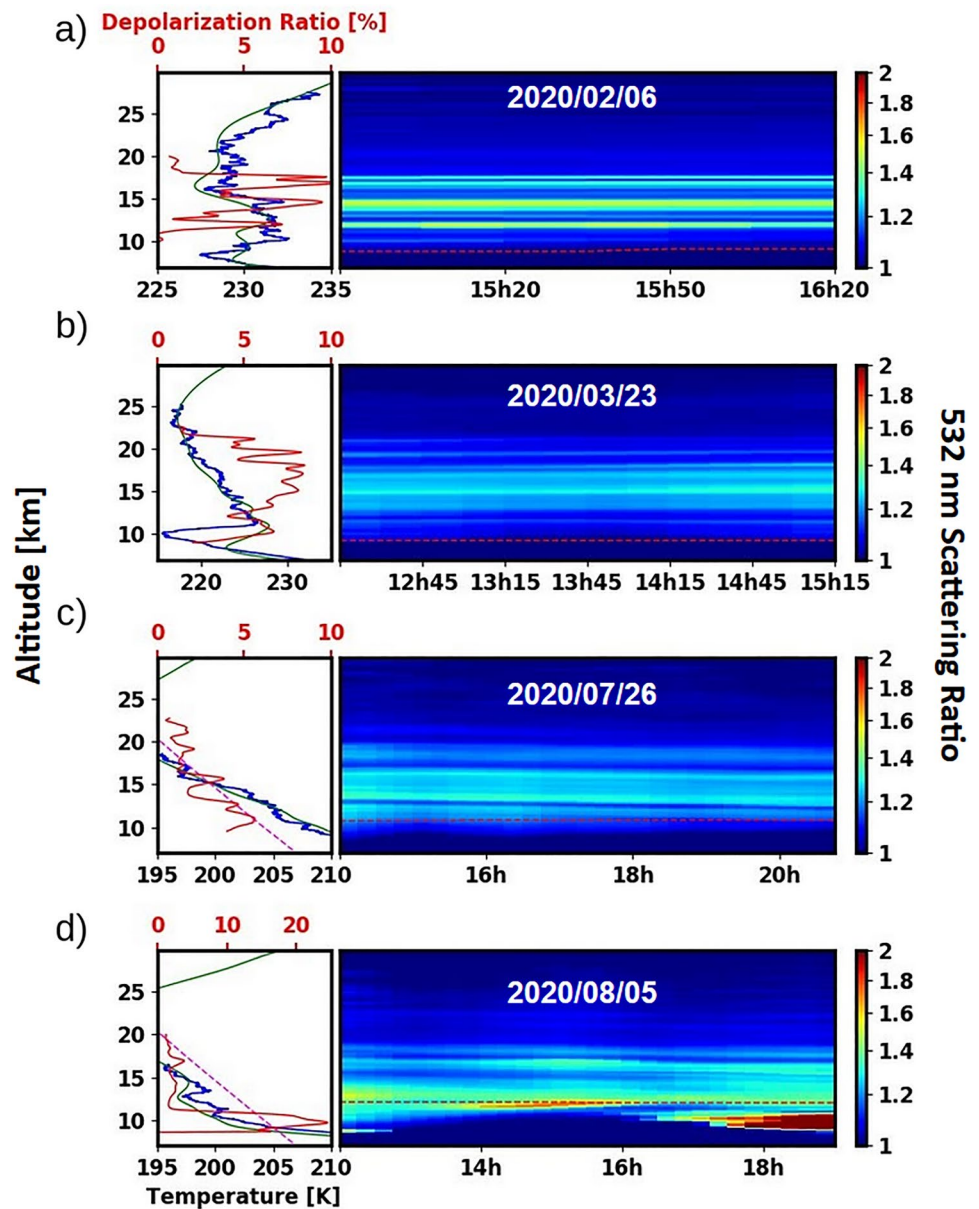 a)
Depolarization Ratio [%]
0 5 10
25
20
15
10
225 230 235
2020/02/06
15h20 15h50 16h20
2
1.8
1.6
1.4
1.2
1
b)
0 5 10
25
20
15
10
220 230
2020/03/23
12h45 13h15 13h45 14h15 14h45 15h15
2
1.8
1.6
1.4
1.2
1
c)
0 5 10
25
20
15
10
195 200 205 210
2020/07/26
16h 18h 20h
2
1.8
1.6
1.4
1.2
1
d)
0 10 20
25
20
15
10
195 200 205 210
Temperature [K]
2020/08/05
14h 16h 18h
2
1.8
1.6
1.4
1.2
1
Altitude [km]
532 nm Scattering Ratio